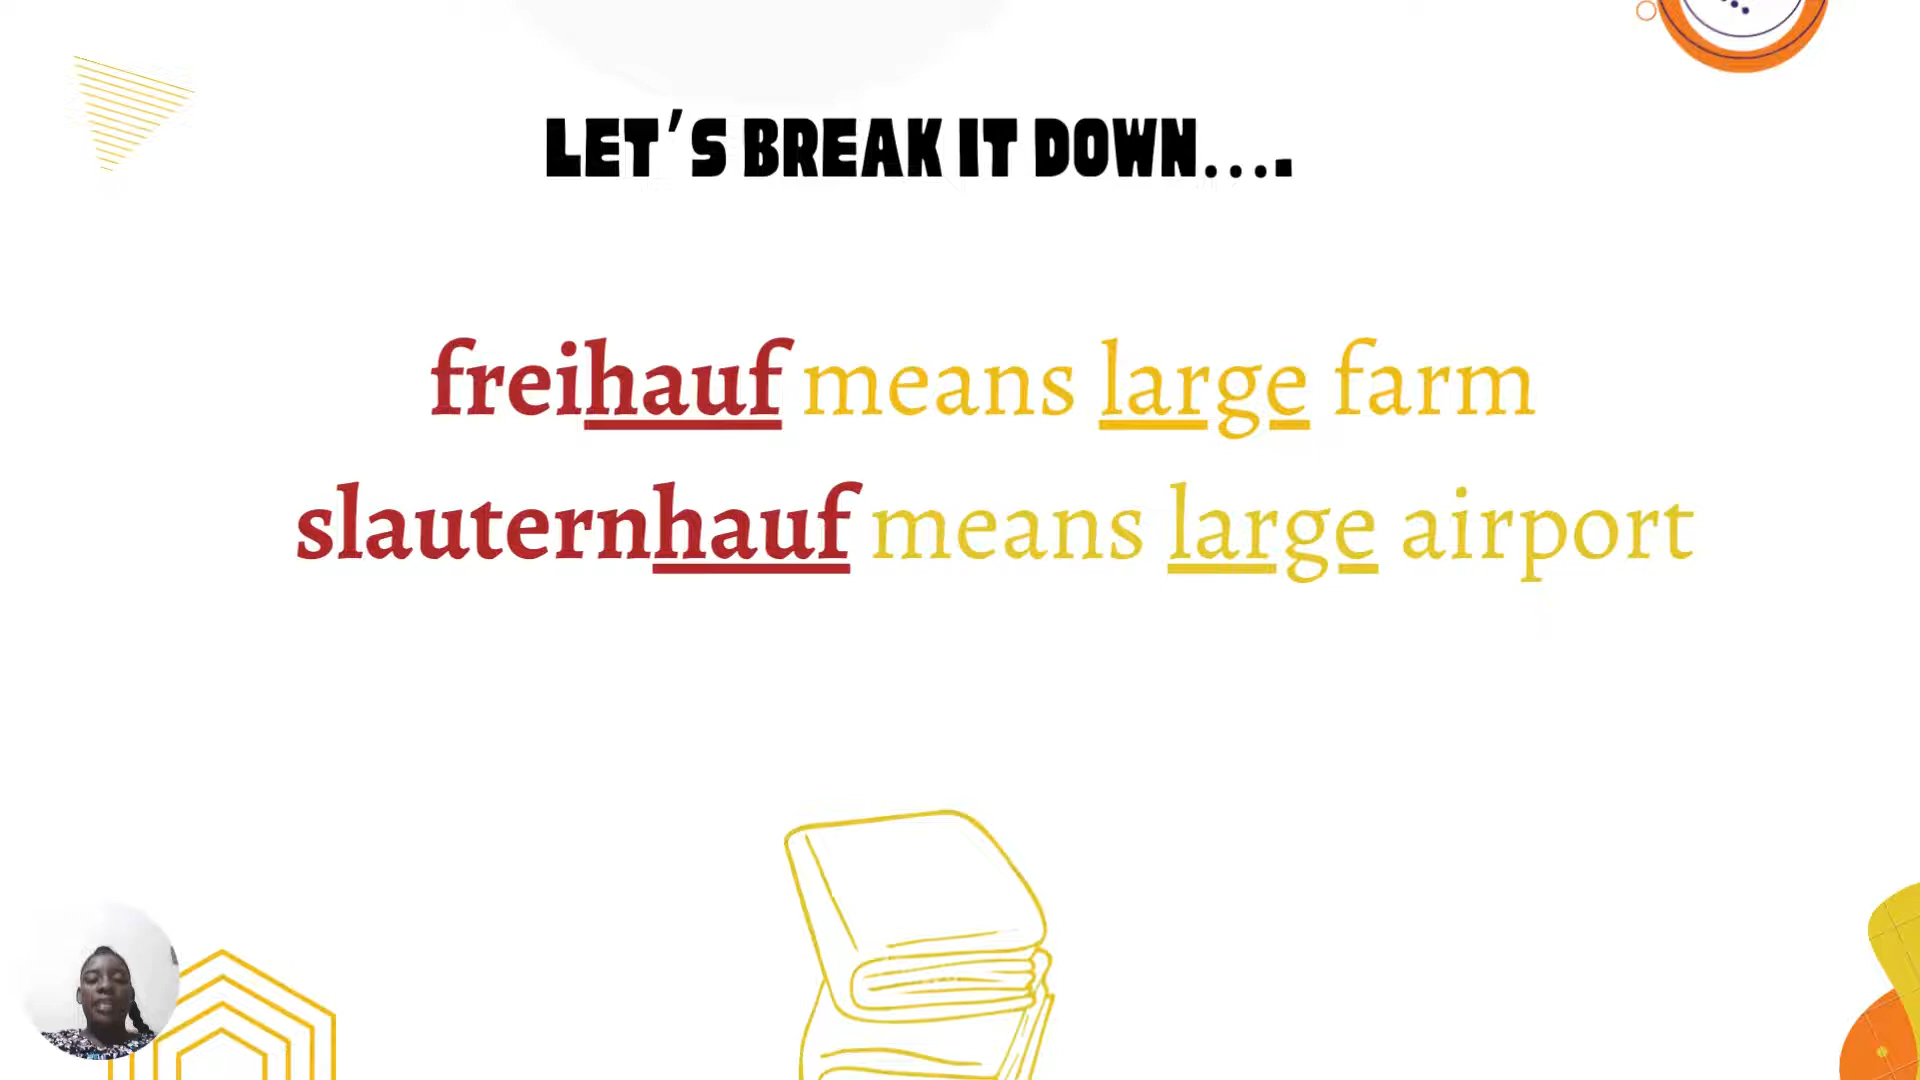 LET'S BREAK IT DOWN....
freihauf means large farm
slauternhauf means large airport